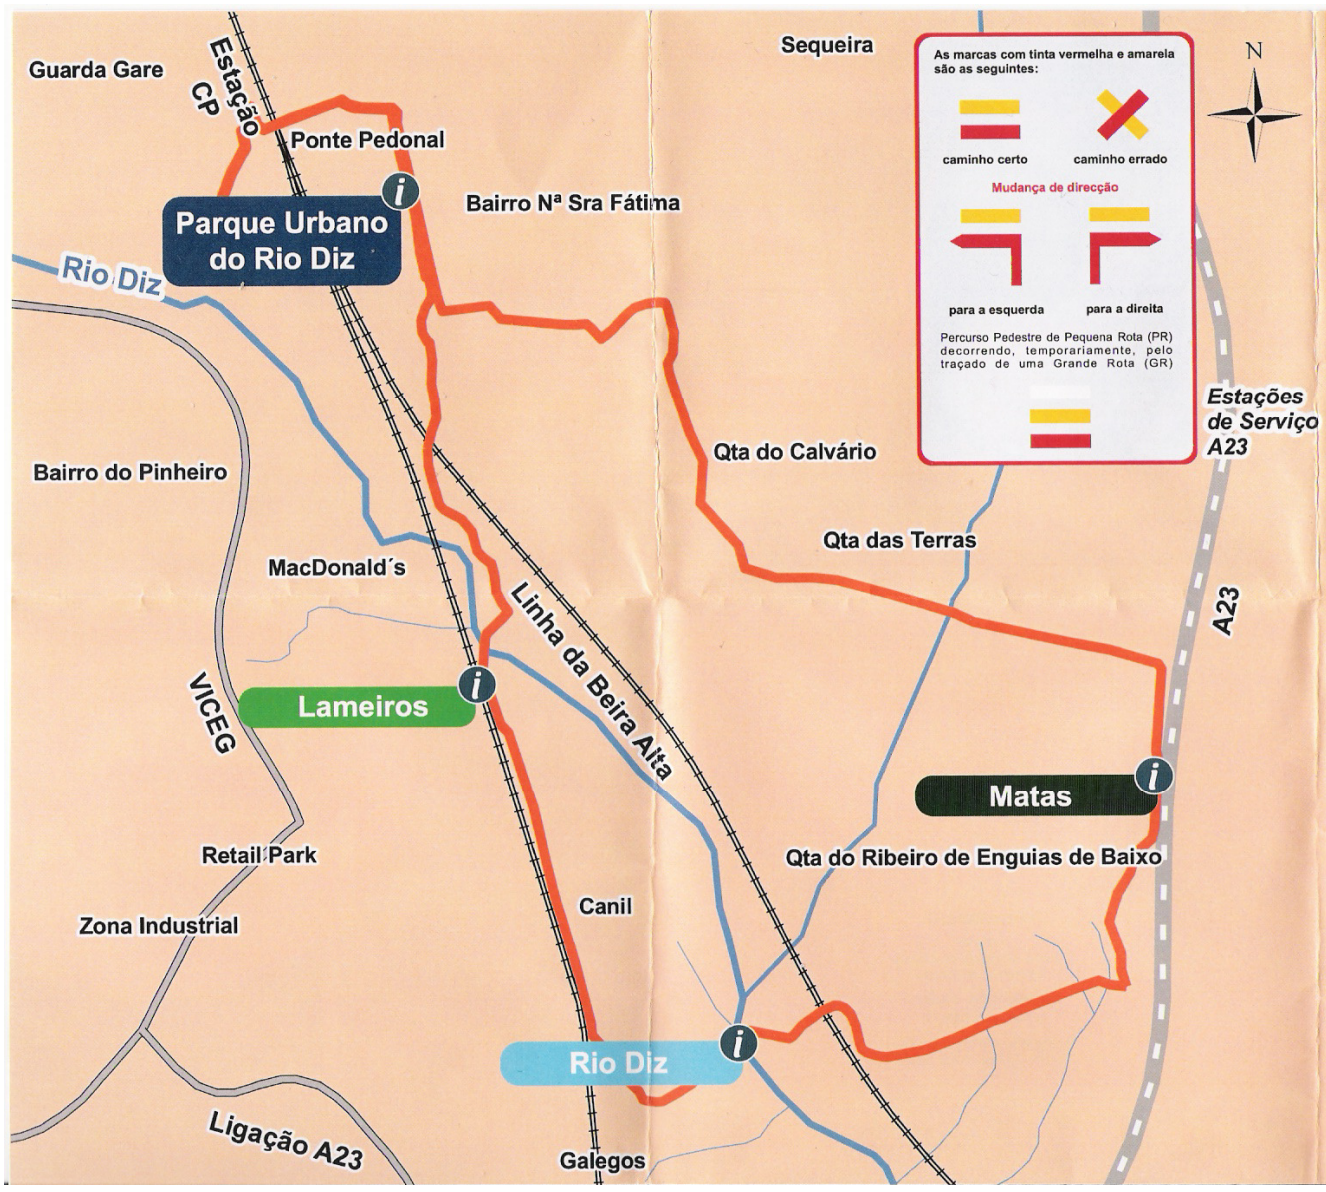 Sequeira
Guarda Gare
Estação
CP
Ponte Pedonal
Bairro Nª Sra Fátima
Parque Urbano
do Rio Diz
Rio Diz
N
As marcas com tinta vermelha e amarela
são as seguintes:
caminho certo
caminho errado
Mudança de direcção
para a esquerda
para a direita
Percurso Pedestre de Pequena Rota (PR)
decorrendo, temporariamente, pelo
traçado de uma Grande Rota (GR)
Estações
de Serviço
A23
Bairro do Pinheiro
Qta do Calvário
Qta das Terras
MacDonald´s
Linha da Beira Alta
A23
VICEG
Lameiros
i
i
i
i
Matas
Retail Park
Qta do Ribeiro de Enguias de Baixo
Zona Industrial
Canil
Rio Diz
Ligação A23
Galegos